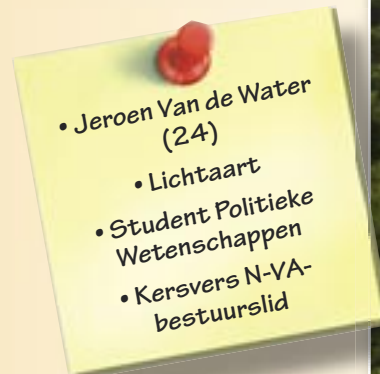 • Jeroen Van de Water
(24)
• Lichtaart
• Student Politieke
Wetenschappen
• Kersvers N-VA-
bestuurslid